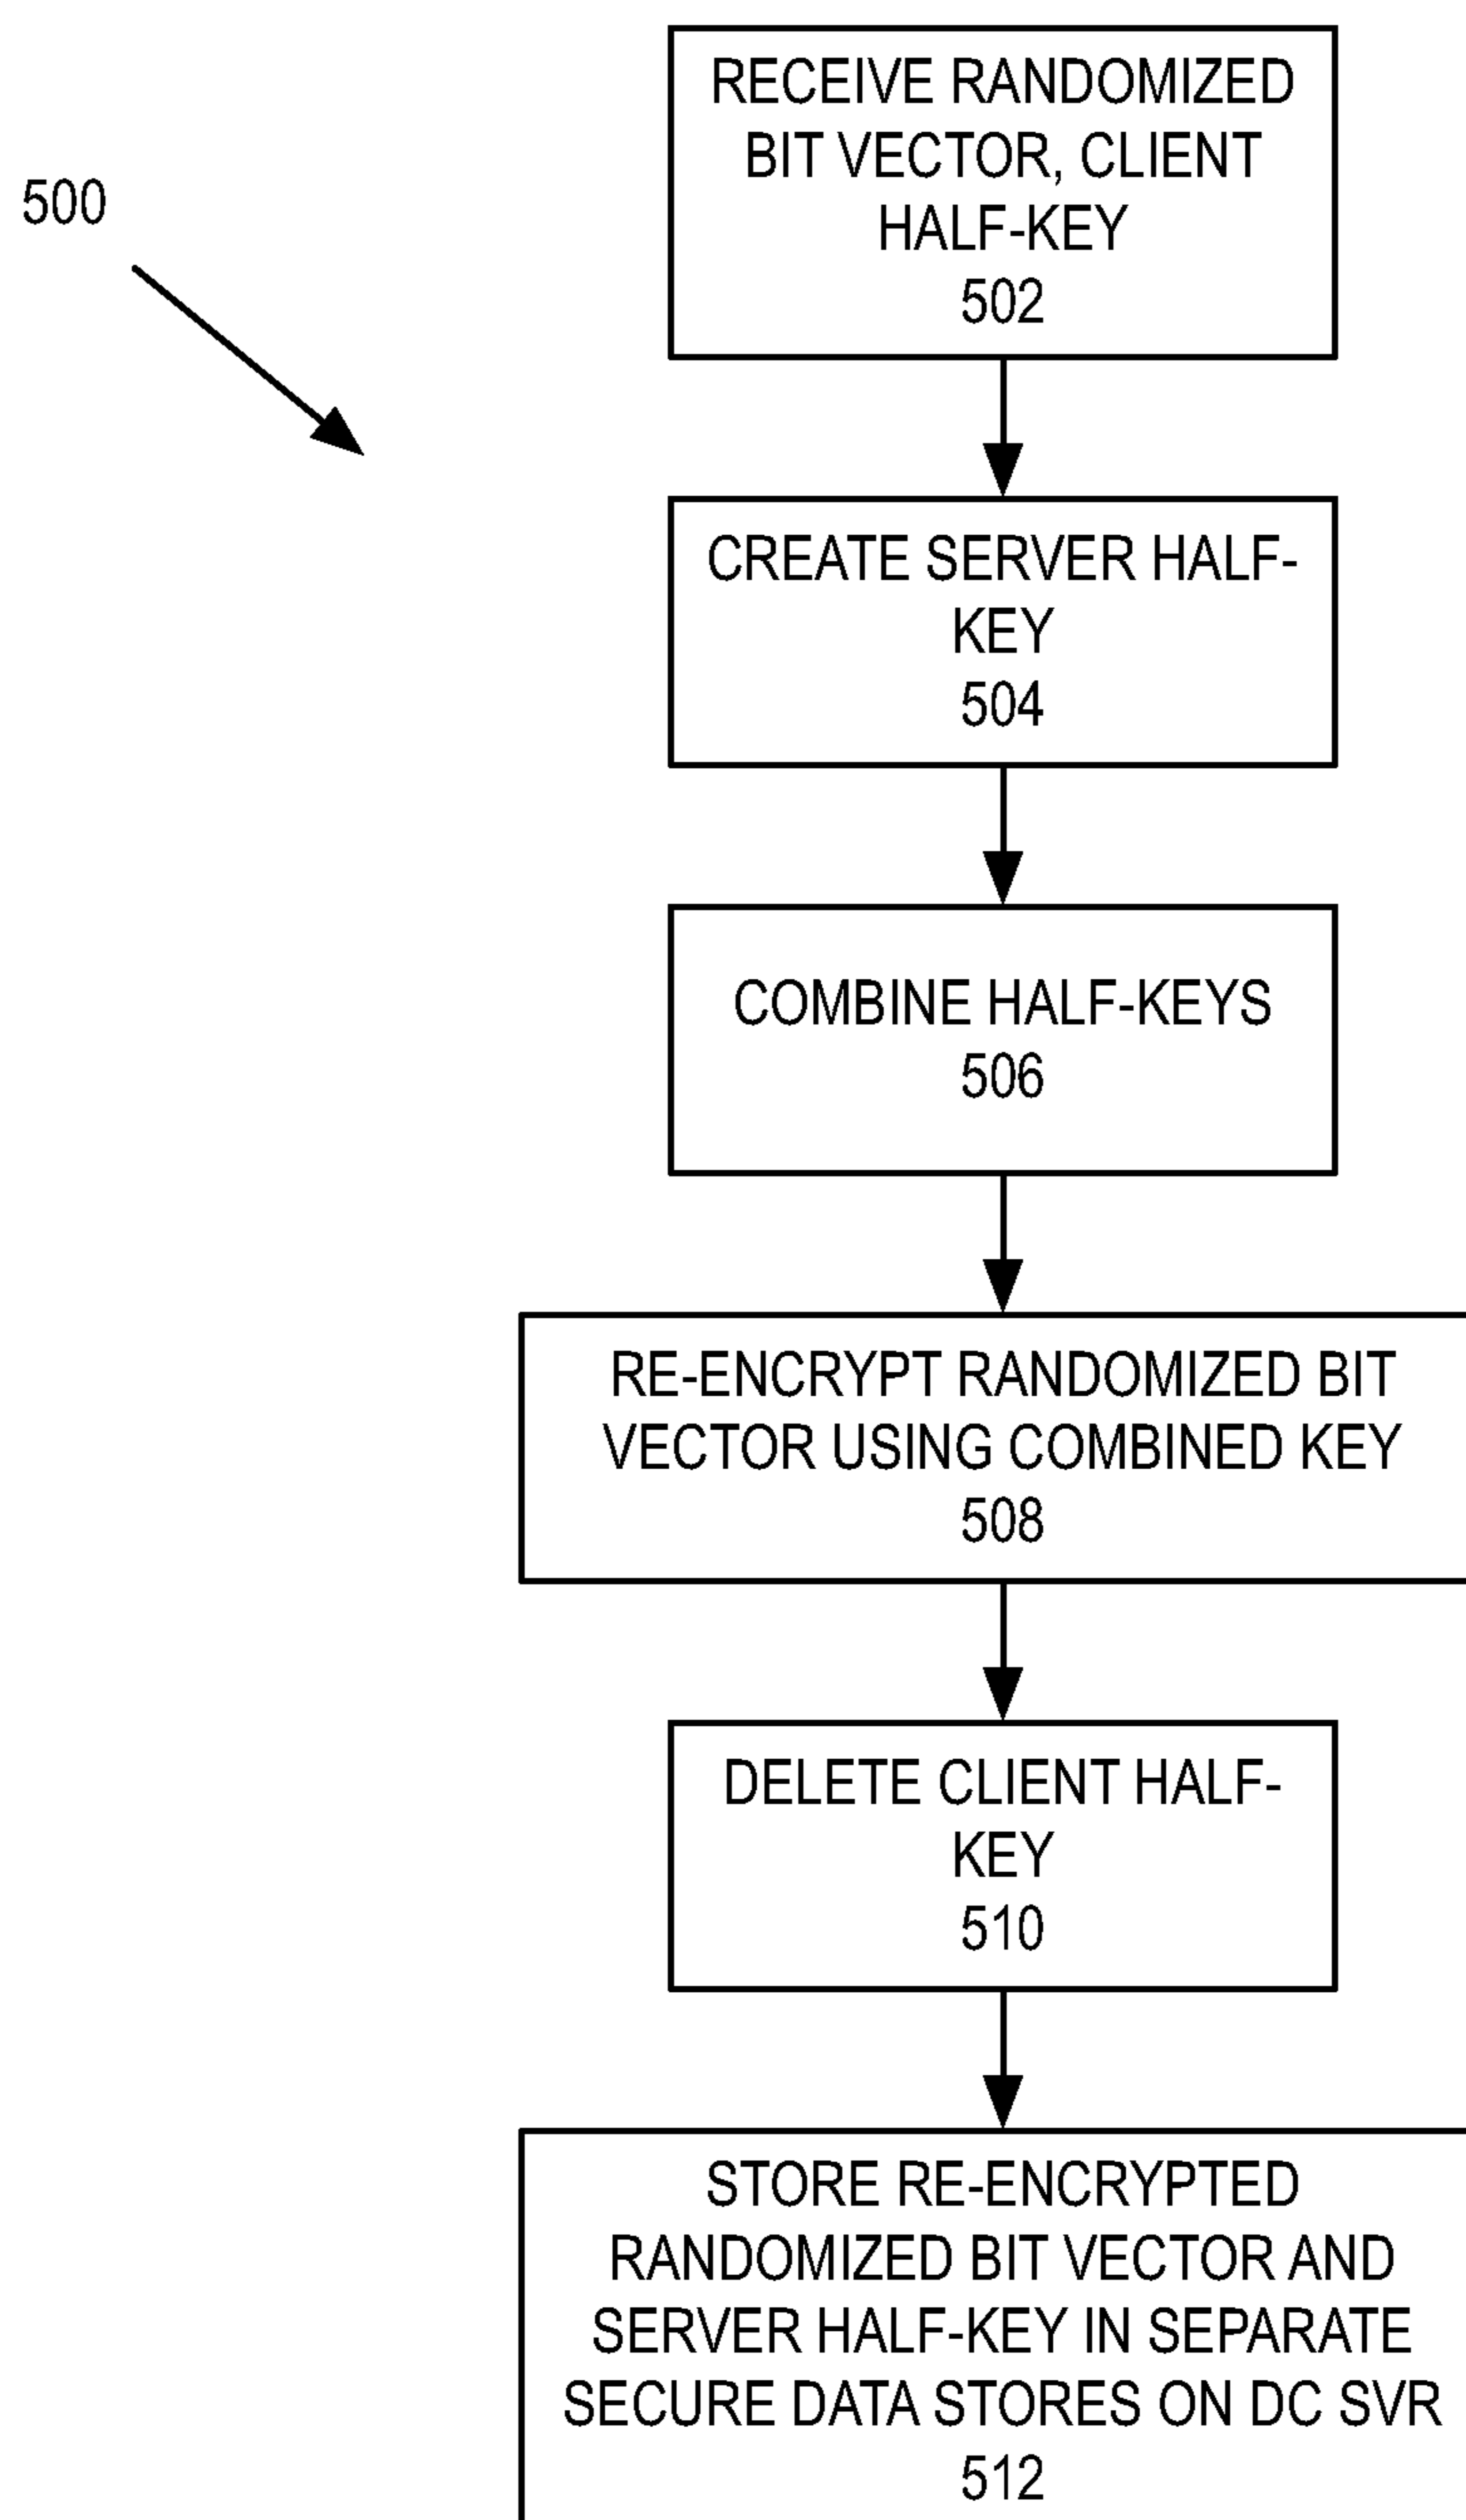 500
RECEIVE RANDOMIZED
BIT VECTOR, CLIENT
HALF-KEY
502
CREATE SERVER HALF-
KEY
504
COMBINE HALF-KEYS
506
RE-ENCRYPT RANDOMIZED BIT
VECTOR USING COMBINED KEY
508
DELETE CLIENT HALF-
KEY
510
STORE RE-ENCRYPTED
RANDOMIZED BIT VECTOR AND
SERVER HALF-KEY IN SEPARATE
SECURE DATA STORES ON DC SVR
512